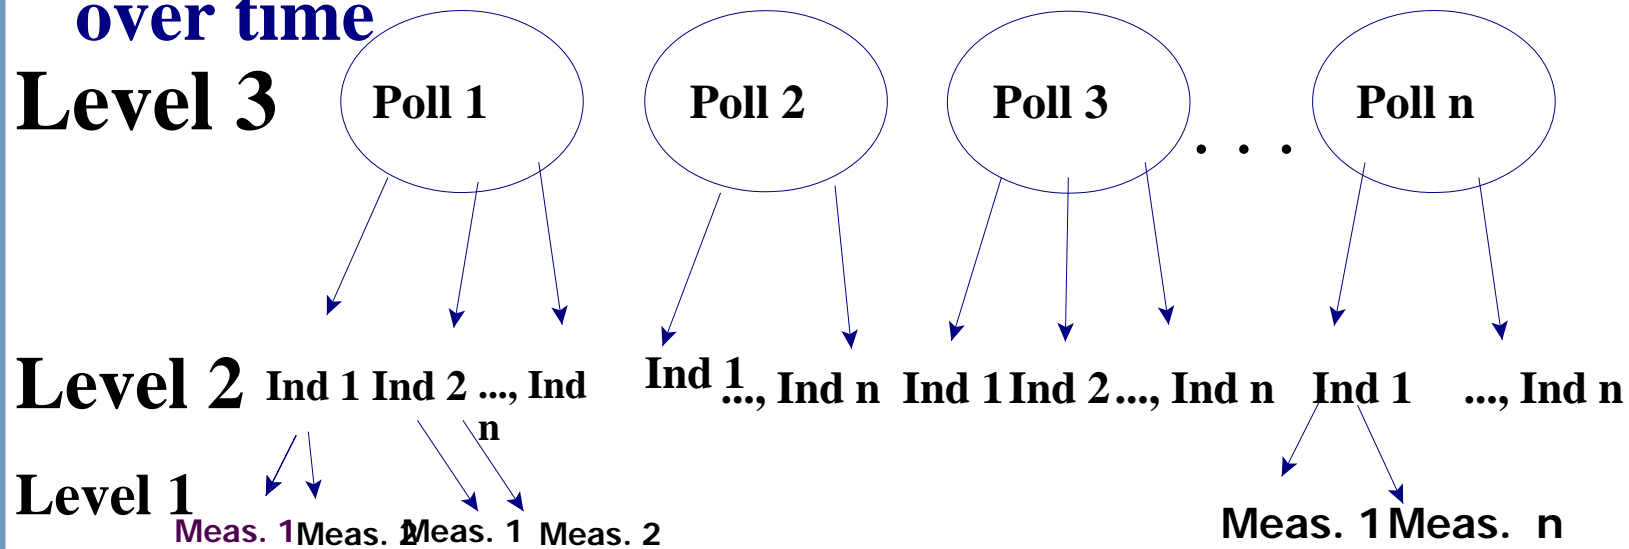 over time
Level 3 Poll 1 Poll 2 Poll 3 . . . Poll n
Level 2 Ind 1 Ind 2 ..., Ind n Ind 1 ..., Ind n Ind 1 Ind 2 ..., Ind n Ind 1 ..., Ind n
Level 1
Meas. 1 Meas. 2 Meas. 1 Meas. 2 Meas. 1 Meas. n